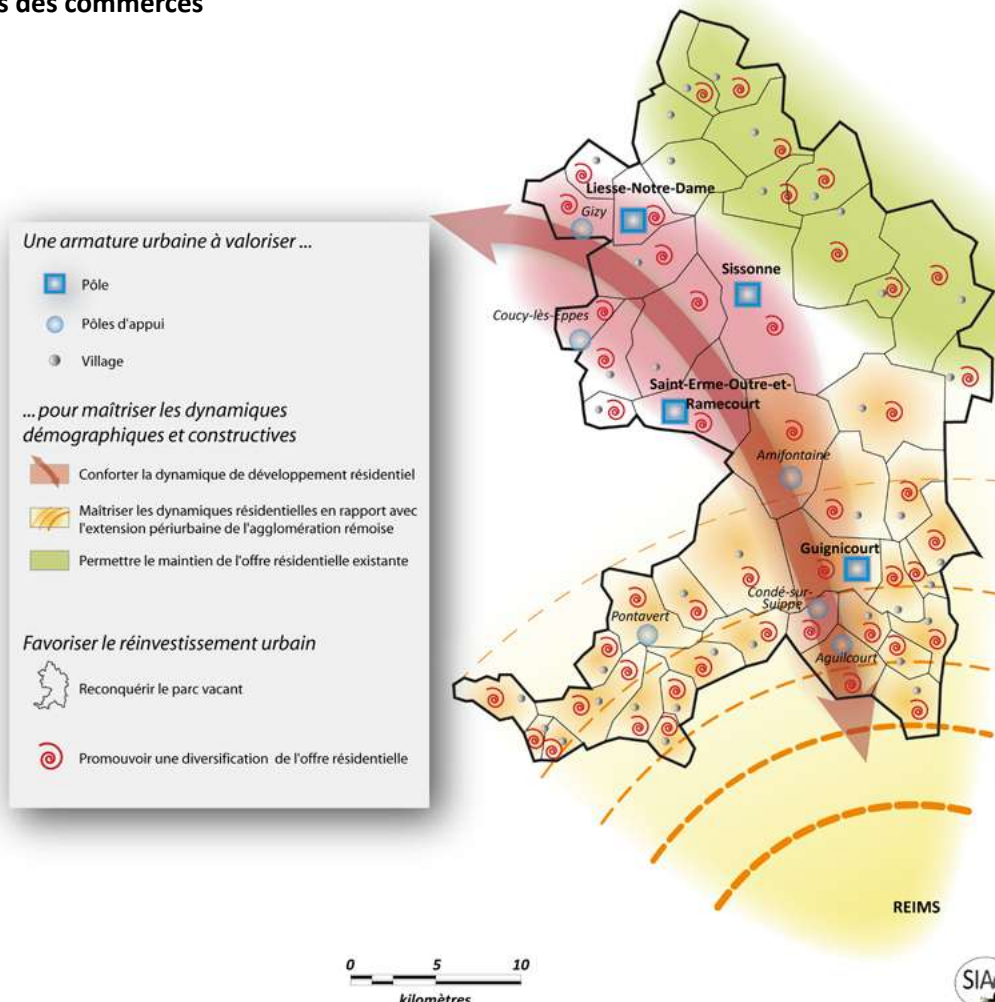 s des commerces
Une armature urbaine à valoriser ...
Pôle
Pôles d'appui
Village
...pour maîtriser les dynamiques
démographiques et constructives
Conforter la dynamique de développement résidentiel
Maîtriser les dynamiques résidentielles en rapport avec
l'extension périurbaine de l'agglomération rémoise
Permettre le maintien de l'offre résidentielle existante
Favoriser le réinvestissement urbain
Reconquérir le parc vacant
Promouvoir une diversification de l'offre résidentielle
Liesse-Notre-Dame
Gizy
Sissonne
Coucy-lès-Eppes
Saint-Erme-Outre-et-
Ramecourt
Amifontaine
Guignicourt
Condé-sur-
Suippe
Pontavert
Aguilcourt
REIMS
0 5 10
kilomètres
SIA